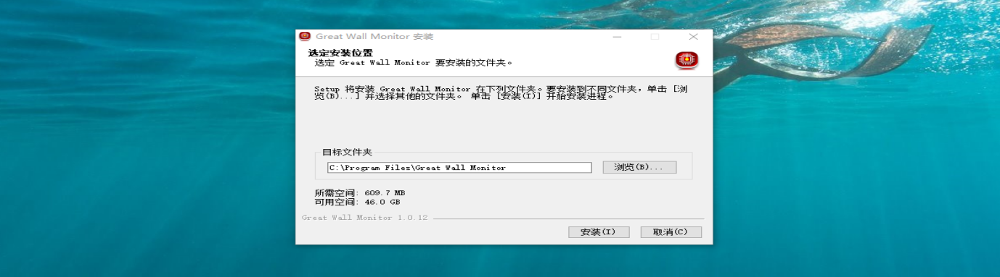 Great Wall Monitor 安装
选定安装位置
选定 Great Wall Monitor 要安装的文件夹。
Setup 将安装 Great Wall Monitor 在下列文件夹。要安装到不同文件夹，单击 [浏
览(B)...] 并选择其他的文件夹。 单击 [安装(I)] 开始安装进程。
目标文件夹
C:\Program Files\Great Wall Monitor
浏览(B)...
所需空间: 609.7 MB
可用空间: 46.0 GB
Great Wall Monitor 1.0.12
安装(I)
取消(C)